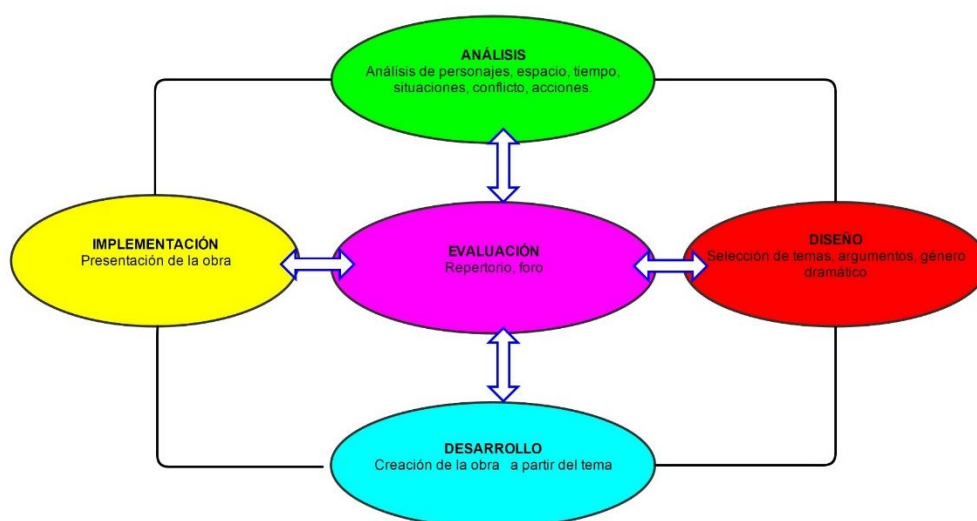 ANÁLISIS
Análisis de personajes, espacio, tiempo,
situaciones, conflicto, acciones.
IMPLEMENTACIÓN
Presentación de la obra
EVALUACIÓN
Repertorio, foro
DISEÑO
Selección de temas, argumentos, género
dramático
DESARROLLO
Creación de la obra a partir del tema